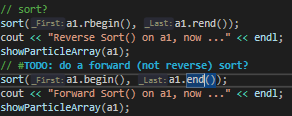 // sort?
sort(_First:a1.rbegin(), _Last:a1.rend());
cout << "Reverse Sort() on a1, now ..." << endl;
showParticleArray(a1);
// #TODO: do a forward (not reverse) sort?
sort(_First:a1.begin(), _Last:a1.end());
cout << "Forward Sort() on a1, now ..." << endl;
showParticleArray(a1);